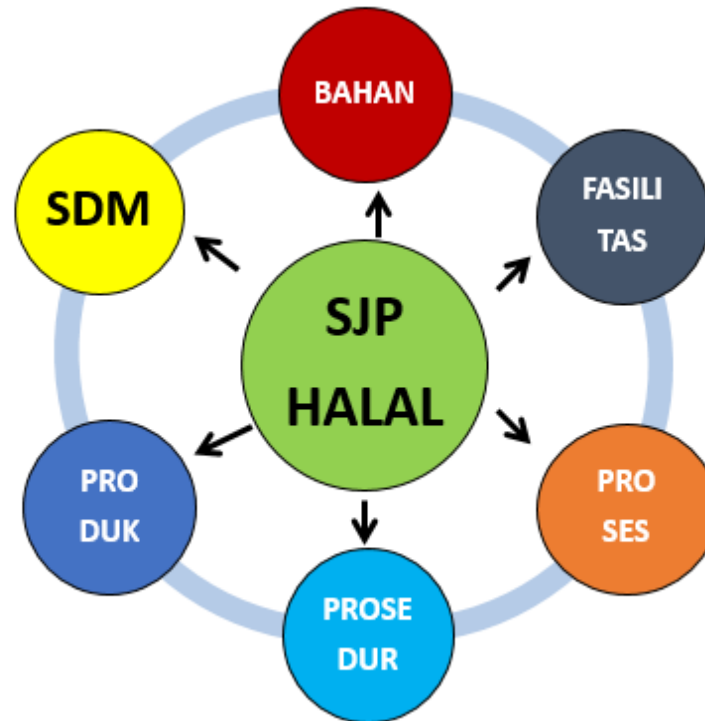 BAHAN
SDM
FASILI
TAS
SJP
HALAL
PRO
DUK
PRO
SES
PROSE
DUR